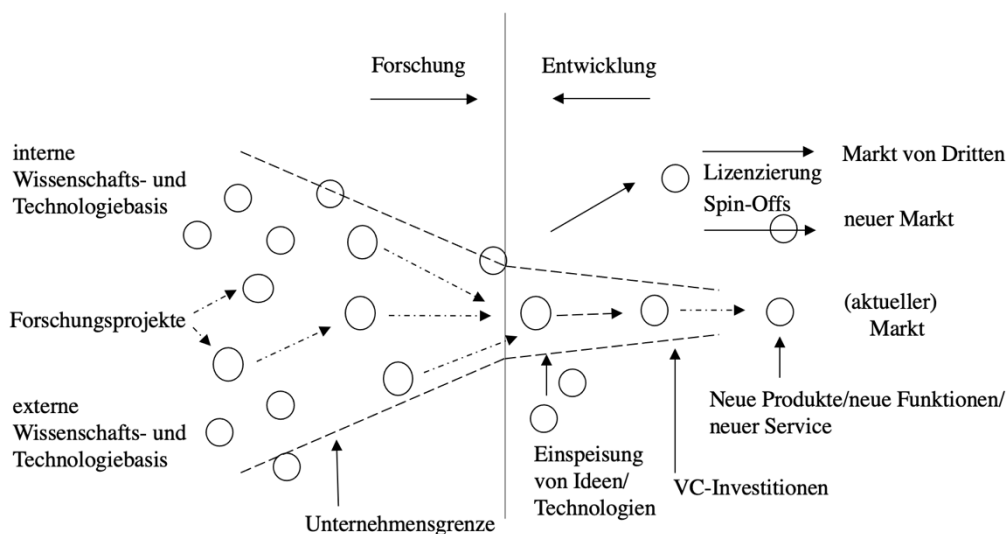 Forschung
Entwicklung
interne
Wissenschafts- und
Technologiebasis
Markt von Dritten
Lizenzierung
Spin-Offs
neuer Markt
Forschungsprojekte
(aktueller)
Markt
externe
Wissenschafts- und
Technologiebasis
Neue Produkte/neue Funktionen/
neuer Service
Einspeisung
von Ideen/
Technologien
VC-Investitionen
Unternehmensgrenze